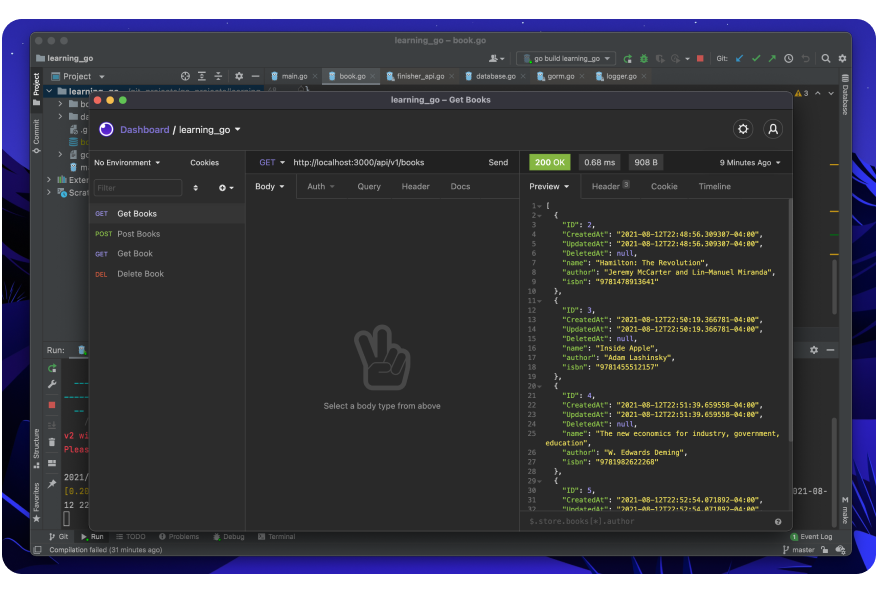 learning_go – book.go
learning_go
go build learning_go
Git:
Project
main.go
book.go
finisher_api.go
database.go
gorm.go
logger.go
Project
Commit
Structure
Favorites
Database
make
learning_go
3
Scrat
Exter
learning_go – Get Books
Dashboard / learning_go
No Environment
Cookies
GET
http://localhost:3000/api/v1/books
Send
200 OK
0.68 ms
908 B
9 Minutes Ago
Filter
Body
Auth
Query
Header
Docs
Preview
Header 8
Cookie
Timeline
GET Get Books
POST Post Books
GET Get Book
DEL Delete Book
Select a body type from above
1 [
2 {
3 "ID": 2,
4 "CreatedAt": "2021-08-12T22:48:56.309307-04:00",
5 "UpdatedAt": "2021-08-12T22:48:56.309307-04:00",
6 "DeletedAt": null,
7 "name": "Hamilton: The Revolution",
8 "author": "Jeremy McCarter and Lin-Manuel Miranda",
9 "isbn": "9781478913641"
10 },
11 {
12 "ID": 3,
13 "CreatedAt": "2021-08-12T22:50:19.366781-04:00",
14 "UpdatedAt": "2021-08-12T22:50:19.366781-04:00",
15 "DeletedAt": null,
16 "name": "Inside Apple",
17 "author": "Adam Lashinsky",
18 "isbn": "9781455512157"
19 },
20 {
21 "ID": 4,
22 "CreatedAt": "2021-08-12T22:51:39.659558-04:00",
23 "UpdatedAt": "2021-08-12T22:51:39.659558-04:00",
24 "DeletedAt": null,
25 "name": "The new economics for industry, government,
education",
26 "author": "W. Edwards Deming",
27 "isbn": "9781982622268"
28 },
29 {
30 "ID": 5,
31 "CreatedAt": "2021-08-12T22:52:54.071892-04:00",
32 "UpdatedAt": "2021-08-12T22:52:54.071892-04:00",
$.store.books[*].author
Run:
v2 wi
Pleas
2021/
[0.20
12 22
021-08-
Git
Run
TODO
Problems
Debug
Terminal
1 Event Log
Compilation failed (31 minutes ago)
master